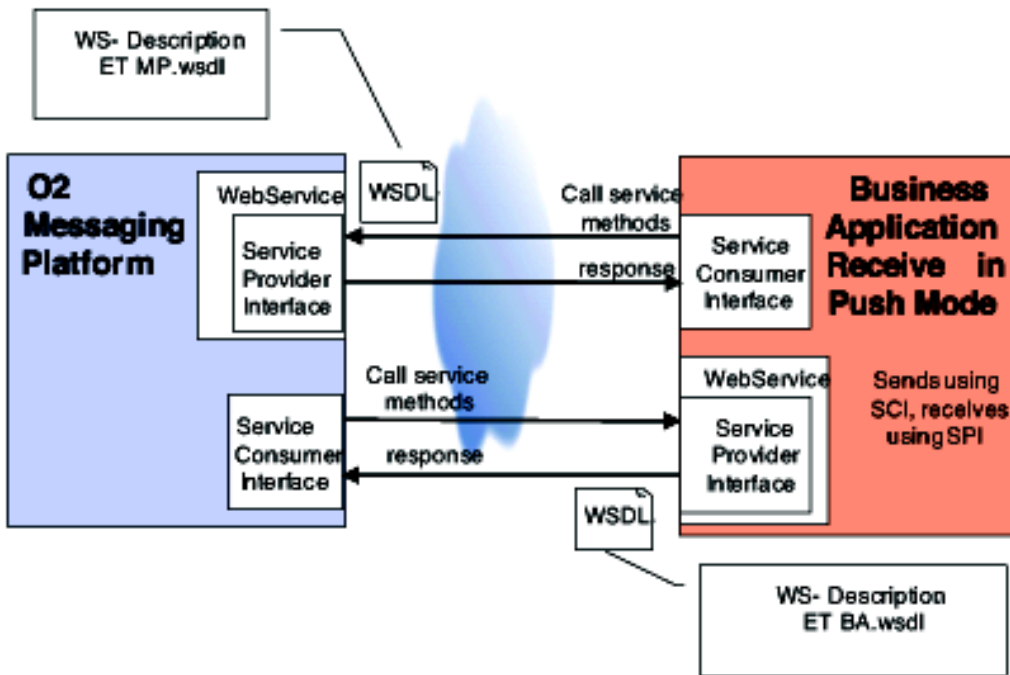 WS- Description
ET MP.wsdl
O2
Messaging
Platform
WebService
Service
Provider
Interface
WSDL
Call service
methods
response
Service
Consumer
Interface
Business
Application
Receive in
Push Mode
Sends using
SCI, receives
using SPI
Service
Consumer
Interface
Call service
methods
response
WebService
Service
Provider
Interface
WSDL
WS- Description
ET BA.wsdl